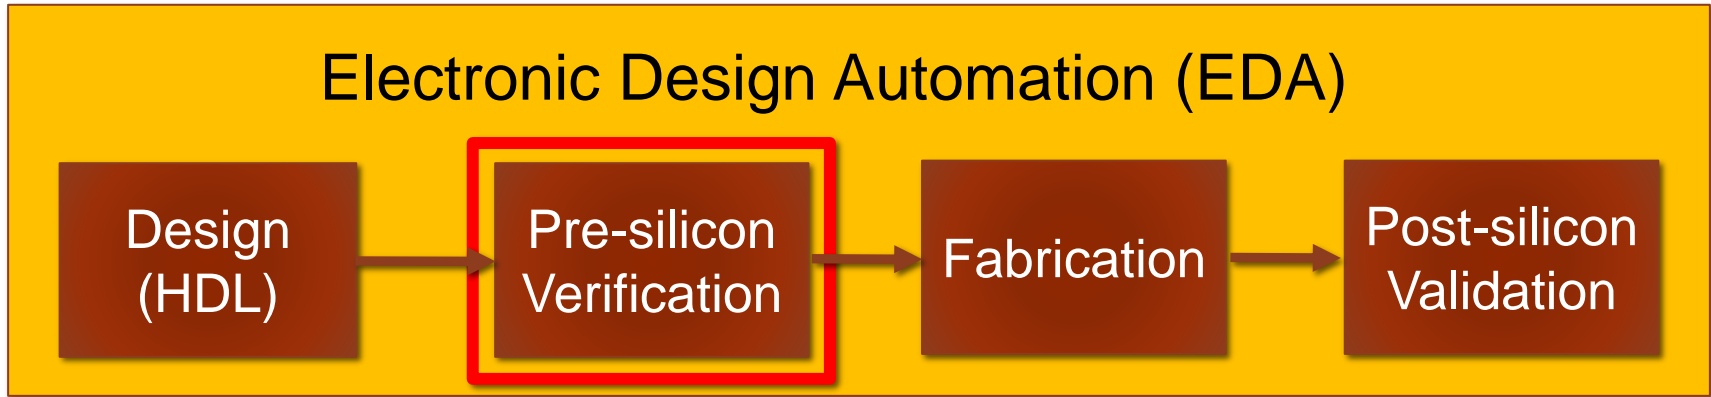 Electronic Design Automation (EDA)
Design
(HDL)
Pre-silicon
Verification
Fabrication
Post-silicon
Validation